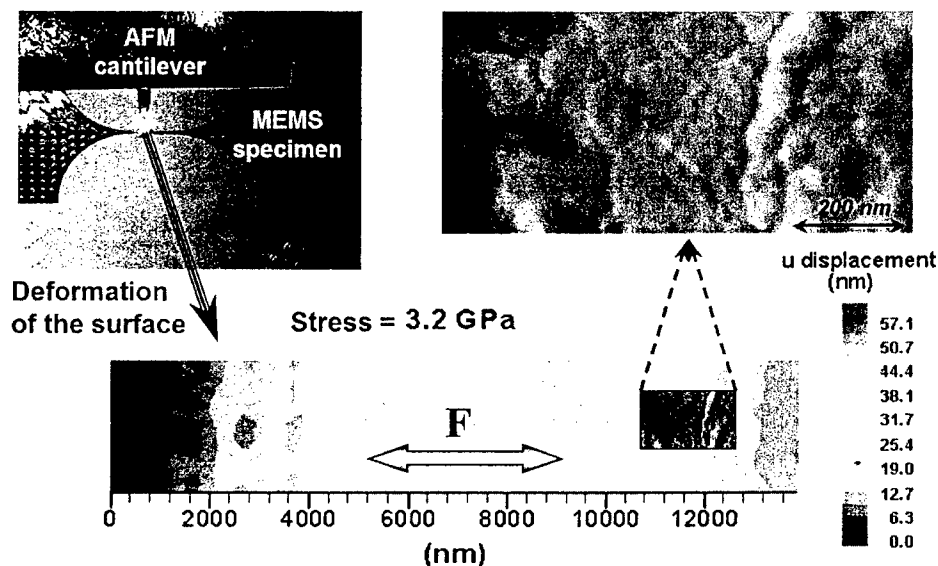 AFM
cantilever
MEMS
specimen
200 nm
Deformation
of the surface
Stress = 3.2 GPa
u displacement
(nm)
57.1
50.7
44.4
38.1
31.7
25.4
19.0
12.7
6.3
0.0
F
0 2000 4000 6000 8000 10000 12000
(nm)